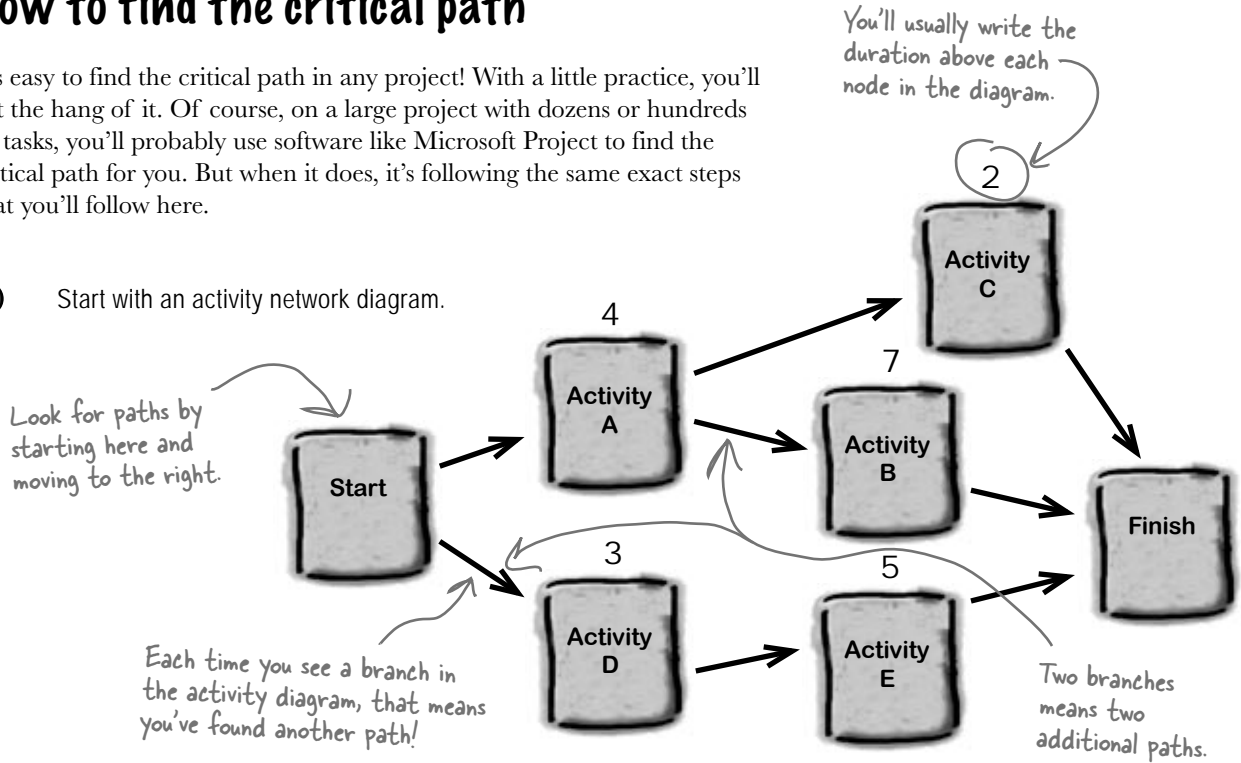 ow to find the critical path
s easy to find the critical path in any project! With a little practice, you'll
t the hang of it. Of course, on a large project with dozens or hundreds
tasks, you'll probably use software like Microsoft Project to find the
tical path for you. But when it does, it's following the same exact steps
at you'll follow here.
You'll usually write the
duration above each
node in the diagram.
Start with an activity network diagram.
Look for paths by
starting here and
moving to the right.
Start
4
Activity
A
2
Activity
C
7
Activity
B
3
Activity
D
5
Activity
E
Finish
Each time you see a branch in
the activity diagram, that means
you've found another path!
Two branches
means two
additional paths.